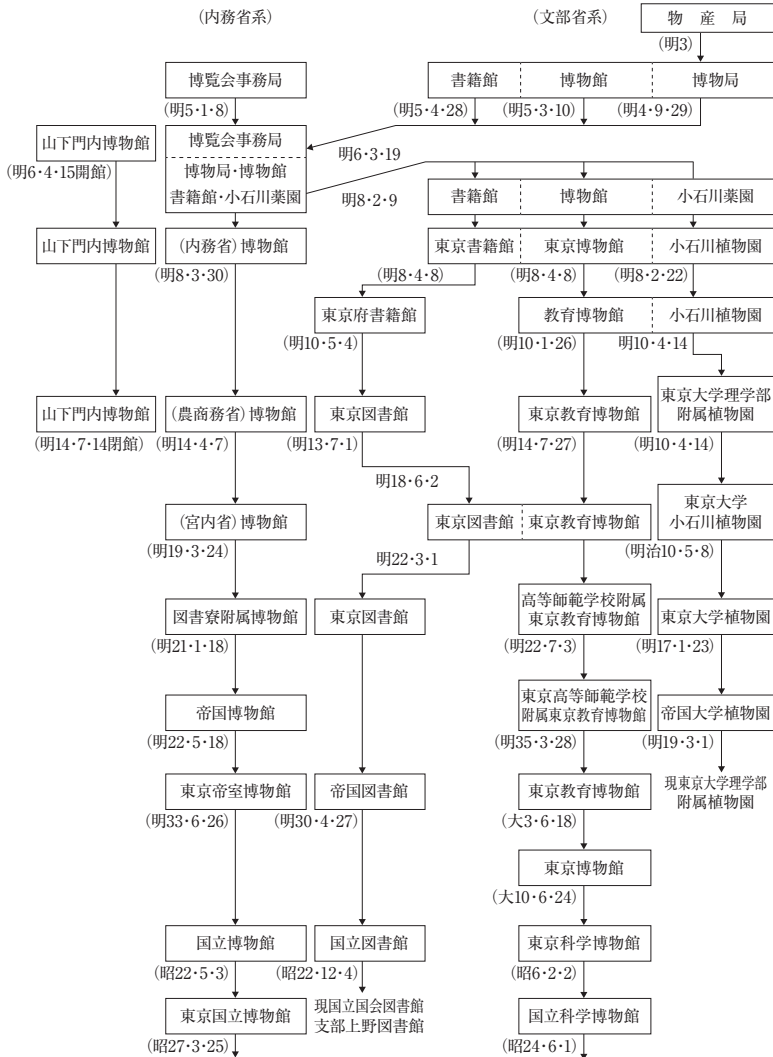 (内務省系) (文部省系) 物産局
(明3)
博覧会事務局 書籍館 博物館 博物局
(明5・1・8) (明5・4・28) (明5・3・10) (明4・9・29)
山下門内博物館 博覧会事務局
明6・3・19
(明6・4・15開館) 博物局・博物館
書籍館・小石川薬園 明8・2・9 書籍館 博物館 小石川薬園
山下門内博物館 (内務省)博物館 東京書籍館 東京博物館 小石川植物園
(明8・3・30) (明8・4・8) (明8・4・8) (明8・2・22)
東京府書籍館 教育博物館 小石川植物園
(明10・5・4) (明10・1・26) 明10・4・14
山下門内博物館 (農商務省)博物館 東京図書館 東京教育博物館 東京大学理学部
附属植物園
(明14・7・14閉館) (明14・4・7) (明13・7・1) (明14・7・27) (明10・4・14)
明18・6・2
(宮内省)博物館 東京図書館 東京教育博物館 東京大学
小石川植物園
(明19・3・24) 明22・3・1 (明治10・5・8)
図書寮附属博物館 東京図書館 高等師範学校附属
東京教育博物館 東京大学植物園
(明21・1・18) (明22・7・3) (明17・1・23)
帝国博物館 東京高等師範学校
附属東京教育博物館 帝国大学植物園
(明22・5・18) (明35・3・28) (明19・3・1)
東京帝室博物館 帝国図書館 東京教育博物館 現東京大学理学部
附属植物園
(明33・6・26) (明30・4・27) (大3・6・18)
東京博物館
(大10・6・24)
国立博物館 国立図書館 東京科学博物館
(昭22・5・3) (昭22・12・4) (昭6・2・2)
東京国立博物館 現国立国会図書館
支部上野図書館 国立科学博物館
(昭27・3・25) (昭24・6・1)